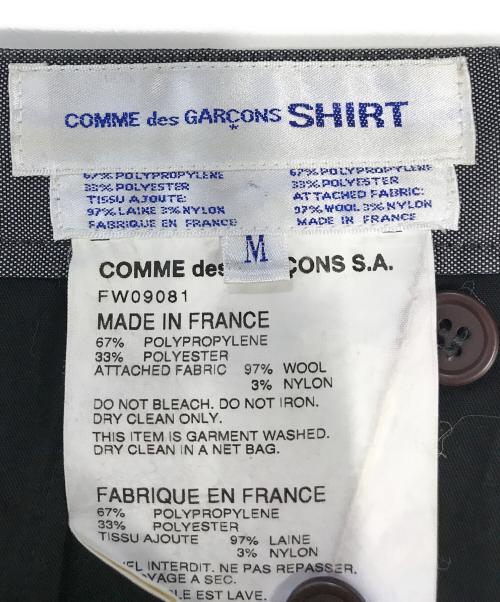 COMME des GARÇONS SHIRT
67% POLYPROPYLENE 67% POLYPROPYLENE
33% POLYESTER 33% POLYESTER
TISSU AJOUTE: ATTACHED FABRIC:
97% LAINE 3% NYLON 97% WOOL 3% NYLON
FABRIQUE EN FRANCE MADE IN FRANCE
M
COMME des GARÇONS S.A.
FW09081
MADE IN FRANCE
67% POLYPROPYLENE
33% POLYESTER
ATTACHED FABRIC 97% WOOL
3% NYLON
DO NOT BLEACH. DO NOT IRON.
DRY CLEAN ONLY.
THIS ITEM IS GARMENT WASHED.
DRY CLEAN IN A NET BAG.
FABRIQUE EN FRANCE
67% POLYPROPYLENE
33% POLYESTER
TISSU AJOUTE 97% LAINE
3% NYLON
INTERDIT. NE PAS REPASSER.
A SEC.
EST LAVE.